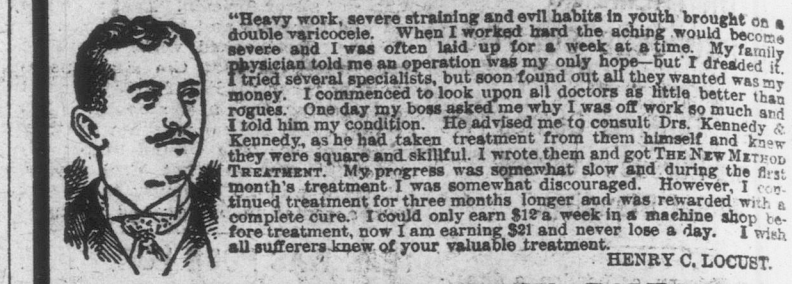 "Heavy work, severe straining and evil habits in youth brought on a
double varicocele. When I worked hard the aching would become
severe and I was often laid up for a week at a time. My family
physician told me an operation was my only hope—but I dreaded it.
I tried several specialists, but soon found out all they wanted was my
money. I commenced to look upon all doctors as little better than
rogues. One day my boss asked me why I was off work so much and
I told him my condition. He advised me to consult Drs. Kennedy &
Kennedy, as he had taken treatment from them himself and knew
they were square and skillful. I wrote them and got THE NEW METHOD
TREATMENT. My progress was somewhat slow and during the first
month's treatment I was somewhat discouraged. However, I con-
tinued treatment for three months longer and was rewarded with a
complete cure. I could only earn $12 a week in a machine shop be-
fore treatment, now I am earning $21 and never lose a day. I wish
all sufferers knew of your valuable treatment.
HENRY C. LOCUST.